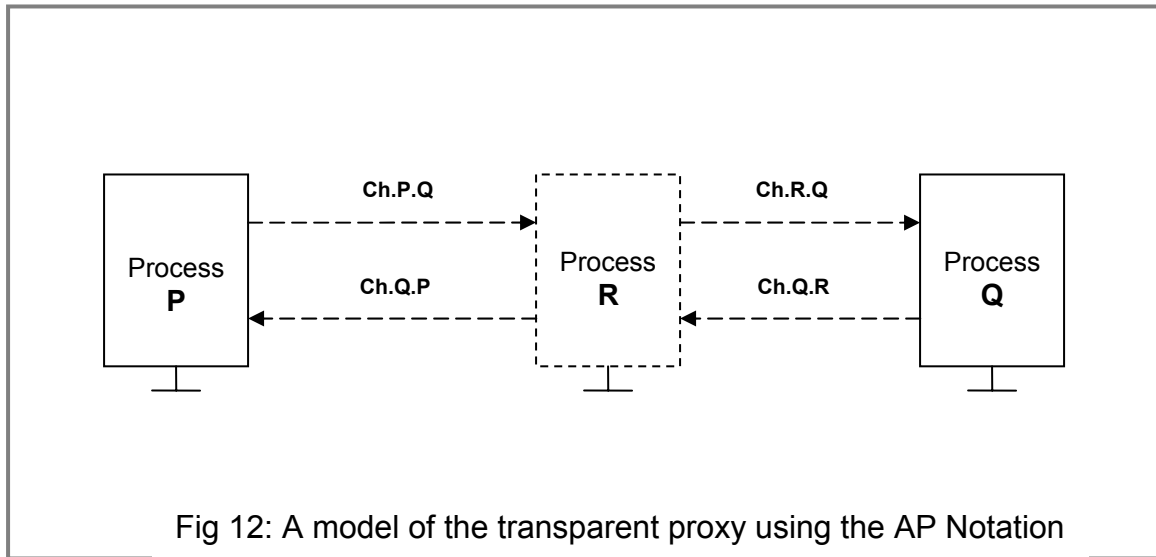 Ch.P.Q
Ch.R.Q
Process
P
Process
R
Process
Q
Ch.Q.P
Ch.Q.R
Fig 12: A model of the transparent proxy using the AP Notation